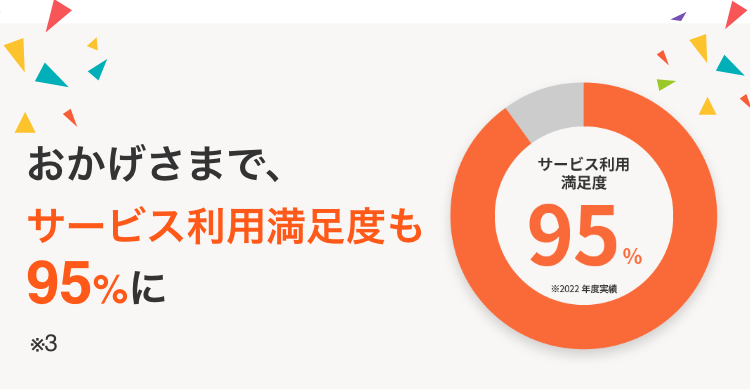 おかげさまで、
サービス利用満足度も
95%に
※3
サービス利用
満足度
95%
※2022 年度実績